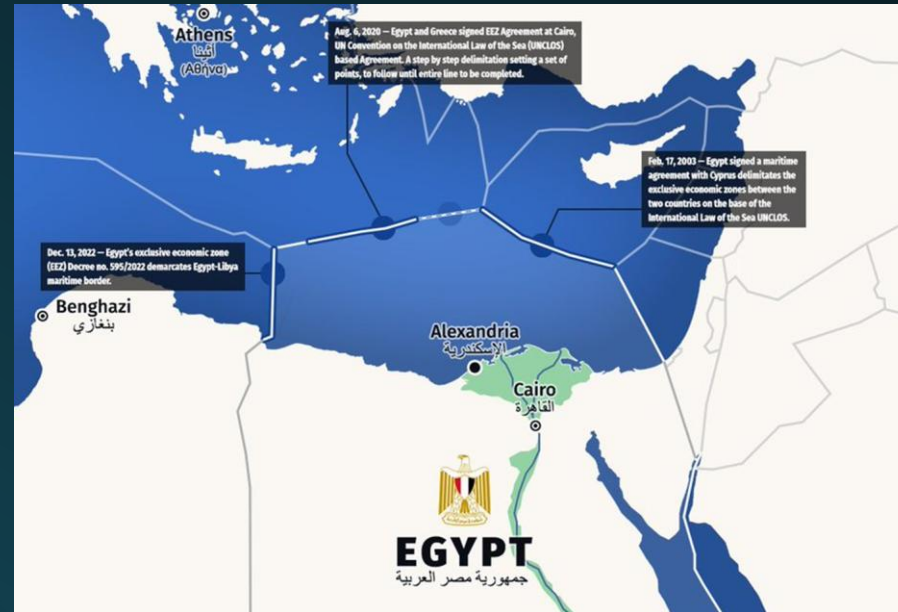 Athens
أثينا
(Αθήνα)
Aug. 6, 2020 — Egypt and Greece signed EEZ Agreement at Cairo,
UN Convention on the International Law of the Sea (UNCLOS)
based Agreement. A step by step delimitation setting a set of
points, to follow until entire line to be completed.
Feb. 17, 2003 — Egypt signed a maritime
agreement with Cyprus delimitates the
exclusive economic zones between the
two countries on the base of the
International Law of the Sea UNCLOS.
Dec. 13, 2022 — Egypt's exclusive economic zone
(EEZ) Decree no. 595/2022 demarcates Egypt-Libya
maritime border.
Benghazi
بنغازي
Alexandria
الإسكندرية
Cairo
القاهرة
EGYPT
جمهورية مصر العربية